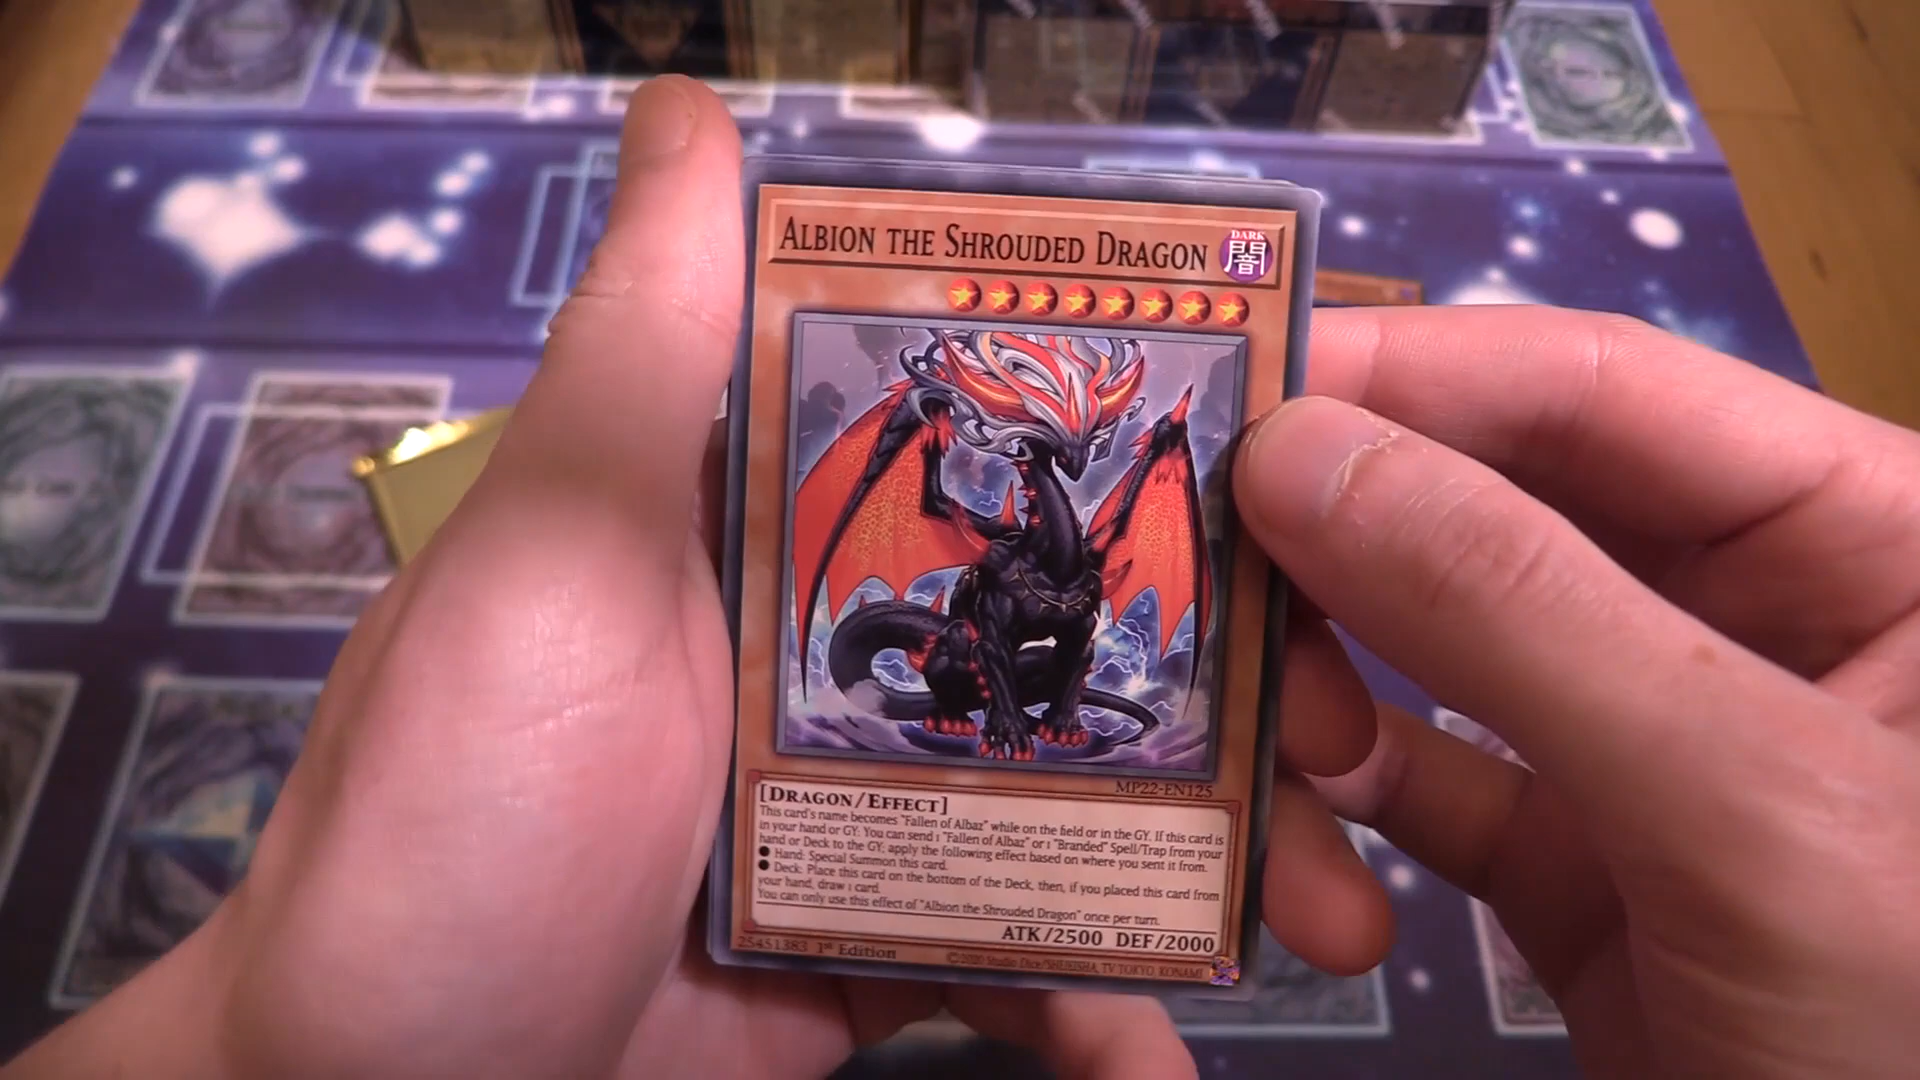 ALBION THE SHROUDED DRAGON
DARK
闇
MP22-EN125
[DRAGON/EFFECT]
This card's name becomes "Fallen of Albaz" while on the field or in the GY. If this card is
in your hand or GY: You can send 1 "Fallen of Albaz" or 1 "Branded" Spell/Trap from your
hand or Deck to the GY; apply the following effect based on where you sent it from.
● Hand: Special Summon this card.
● Deck: Place this card on the bottom of the Deck, then, if you placed this card from
your hand, draw 1 card.
You can only use this effect of "Albion the Shrouded Dragon" once per turn.
ATK/2500 DEF/2000
25451383 1st Edition
©2020 Studio Dice/SHUEISHA, TV TOKYO, KONAMI